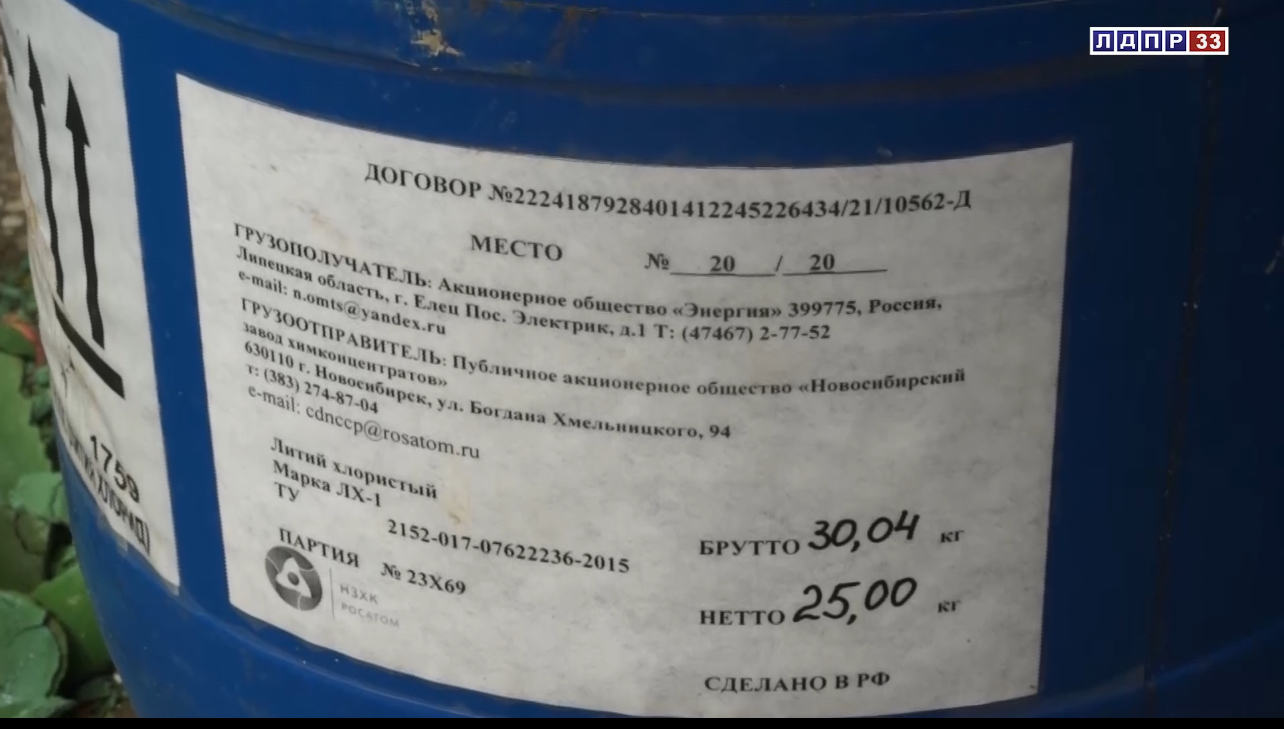 ЛДПР 33
ДОГОВОР №2224187928401412245226434/21/10562-Д
МЕСТО № 20 / 20
ГРУЗОПОЛУЧАТЕЛЬ: Акционерное общество «Энергия» 399775, Россия,
Липецкая область, г. Елец Пос. Электрик, д.1 Т: (47467) 2-77-52
e-mail: n.omts@yandex.ru
ГРУЗООТПРАВИТЕЛЬ: Публичное акционерное общество «Новосибирский
завод химконцентратов»
630110 г. Новосибирск, ул. Богдана Хмельницкого, 94
т: (383) 274-87-04
e-mail: cdnccp@rosatom.ru
Литий хлористый
Марка ЛХ-1
ТУ
2152-017-07622236-2015
ПАРТИЯ № 23Х69
БРУТТО 30,04 кг
НЕТТО 25,00 кг
НЗХК
РОСАТОМ
СДЕЛАНО В РФ
1759
ХЛОРИД)